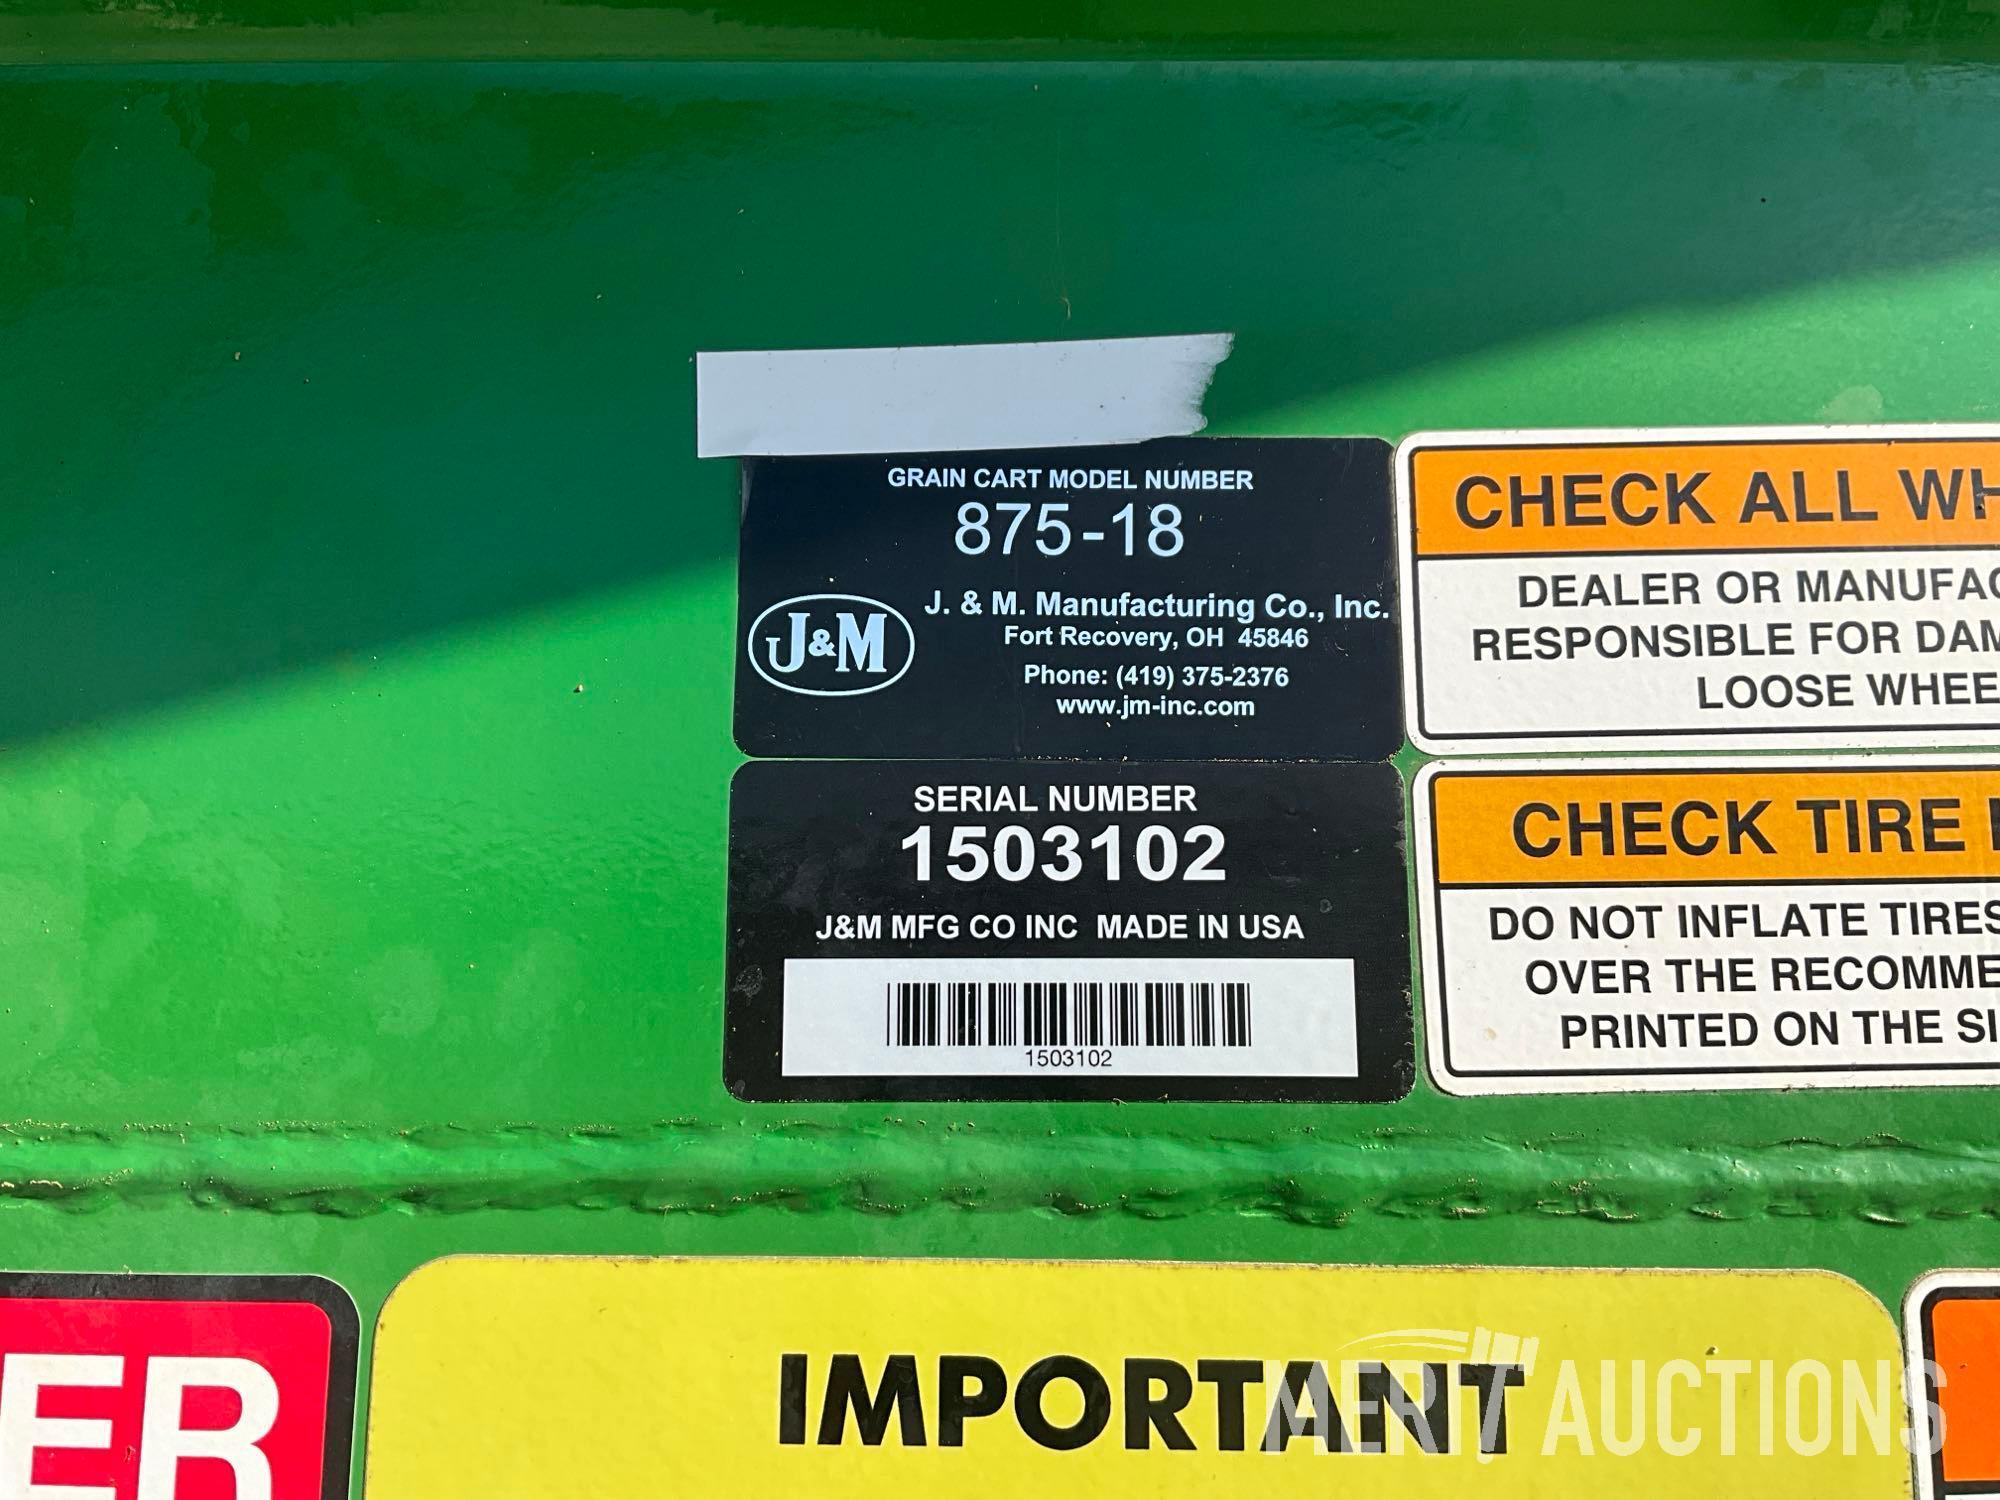 GRAIN CART MODEL NUMBER
875-18
J&M
J. & M. Manufacturing Co., Inc.
Fort Recovery, OH 45846
Phone: (419) 375-2376
www.jm-inc.com
SERIAL NUMBER
1503102
J&M MFG CO INC MADE IN USA
1503102
CHECK ALL WH
DEALER OR MANUFAC
RESPONSIBLE FOR DAM
LOOSE WHEE
CHECK TIRE
DO NOT INFLATE TIRES
OVER THE RECOMME
PRINTED ON THE SI
ER
IMPORTANT
MERIT AUCTIONS